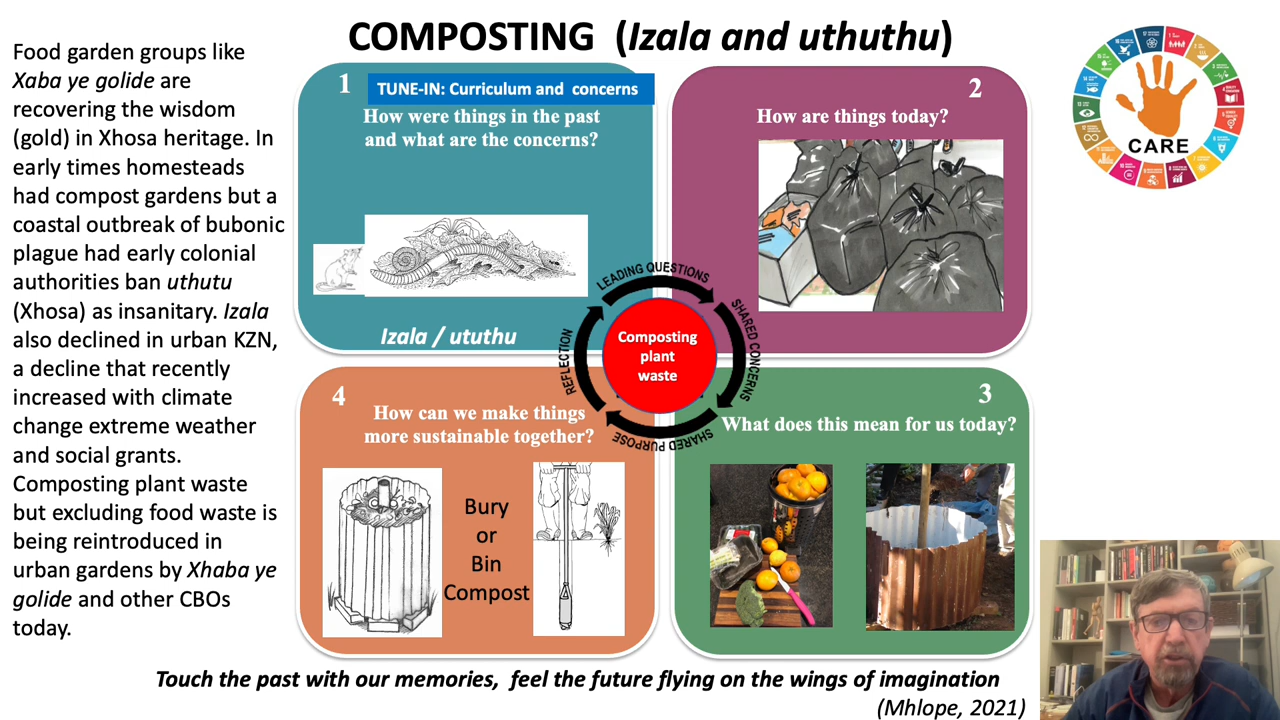 COMPOSTING (Izala and uthuthu)
Food garden groups like
Xaba ye golide are
recovering the wisdom
(gold) in Xhosa heritage. In
early times homesteads
had compost gardens but a
coastal outbreak of bubonic
plague had early colonial
authorities ban uthutu
(Xhosa) as insanitary. Izala
also declined in urban KZN,
a decline that recently
increased with climate
change extreme weather
and social grants.
Composting plant waste
but excluding food waste is
being reintroduced in
urban gardens by Xhaba ye
golide and other CBOs
today.
1
TUNE-IN: Curriculum and concerns
How were things in the past
and what are the concerns?
Izala / ututhu
2
How are things today?
LEADING QUESTIONS
SHARED CONCERNS
SHARED PURPOSE
REFLECTION
Composting
plant
waste
3
What does this mean for us today?
4
How can we make things
more sustainable together?
Bury
or
Bin
Compost
CARE
Touch the past with our memories, feel the future flying on the wings of imagination
(Mhlope, 2021)